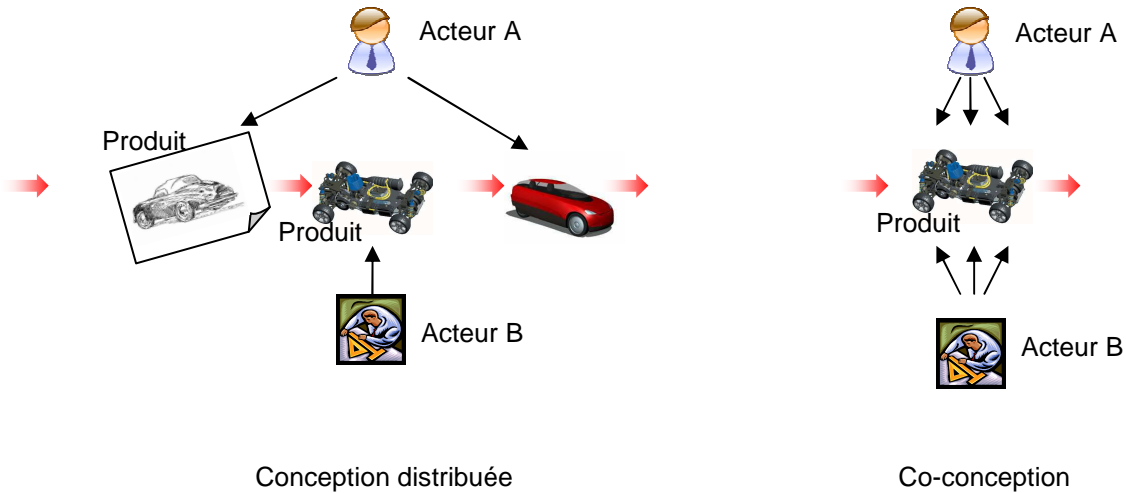 Acteur A
Produit
Produit
Acteur B
Conception distribuée
Acteur A
Produit
Acteur B
Co-conception